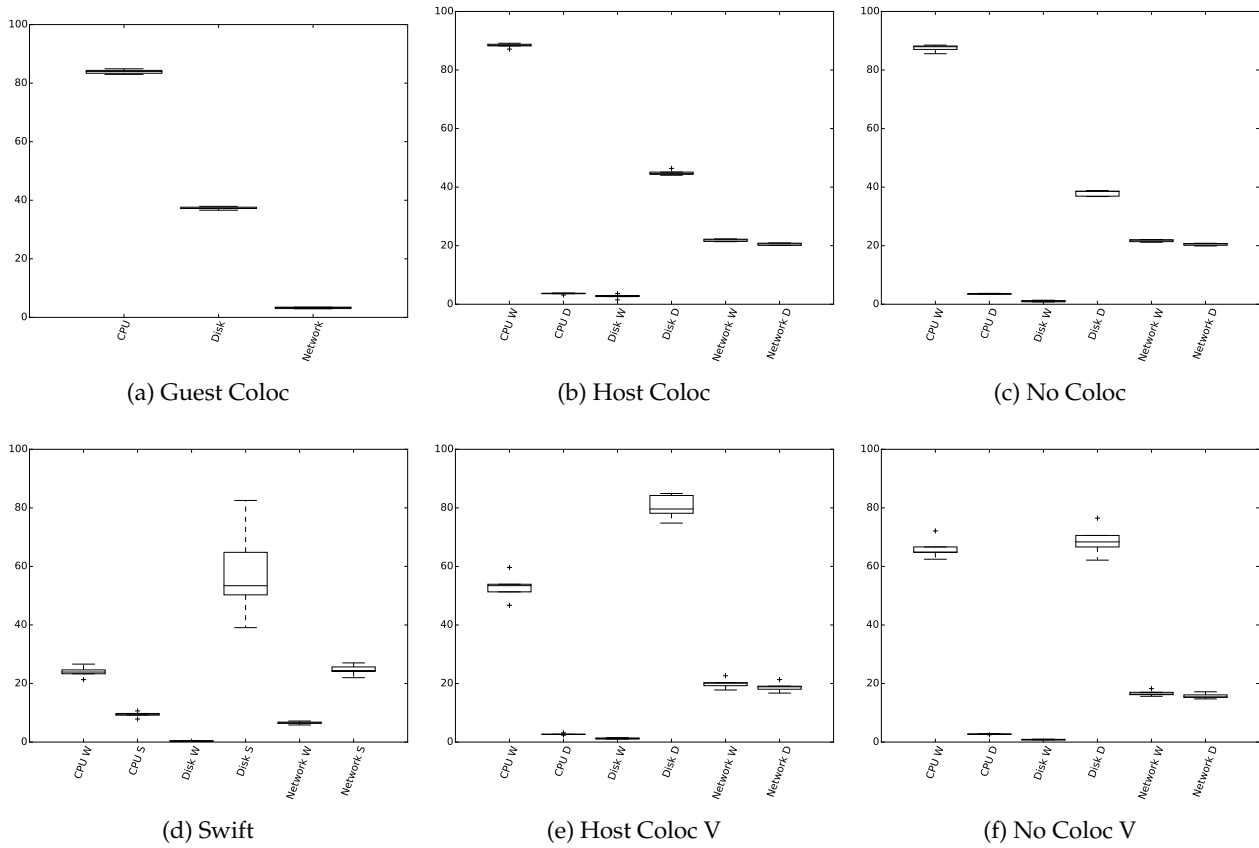 100
80
60
40
20
0
CPU
Disk
Network
(a) Guest Coloc
100
80
60
40
20
0
CPU W
CPU D
Disk W
Disk D
Network W
Network D
(b) Host Coloc
100
80
60
40
20
0
CPU W
CPU D
Disk W
Disk D
Network W
Network D
(c) No Coloc
100
80
60
40
20
0
CPU W
CPU S
Disk W
Disk S
Network W
Network S
(d) Swift
100
80
60
40
20
0
CPU W
CPU D
Disk W
Disk D
Network W
Network D
(e) Host Coloc V
100
80
60
40
20
0
CPU W
CPU D
Disk W
Disk D
Network W
Network D
(f) No Coloc V